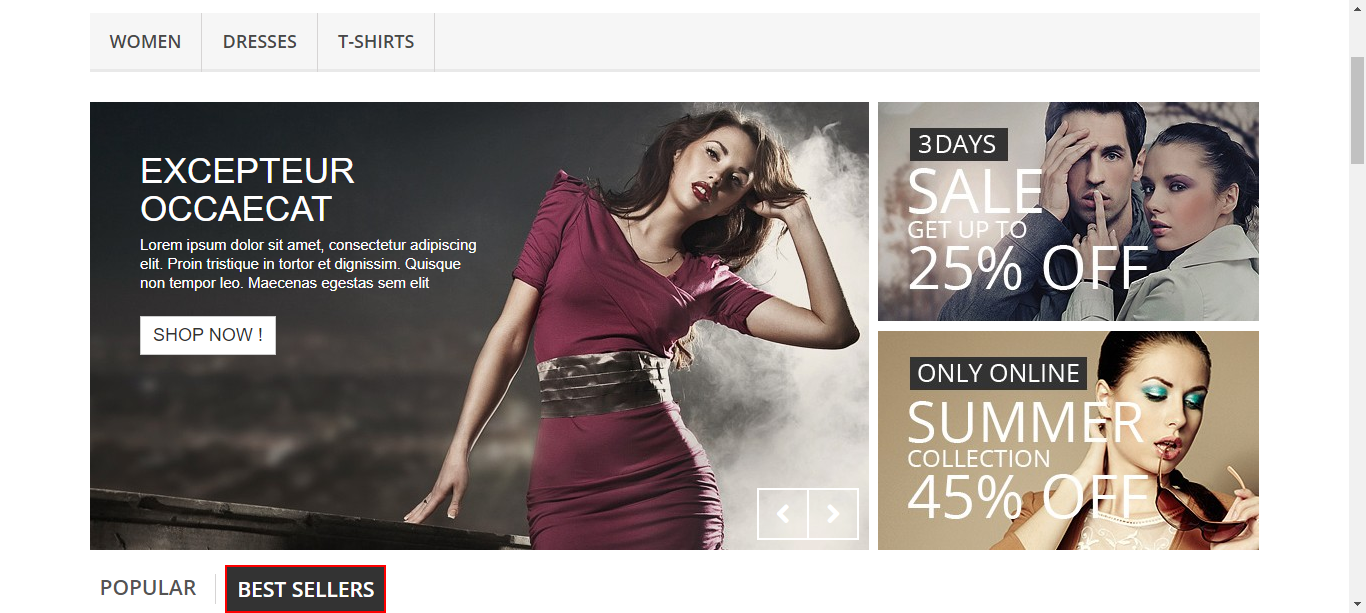 WOMEN
DRESSES
T-SHIRTS
EXCEPTEUR
OCCAECAT
Lorem ipsum dolor sit amet, consectetur adipiscing
elit. Proin tristique in tortor et dignissim. Quisque
non tempor leo. Maecenas egestas sem elit
SHOP NOW !
3 DAYS
SALE
GET UP TO
25% OFF
ONLY ONLINE
SUMMER
COLLECTION
45% OFF
POPULAR
BEST SELLERS